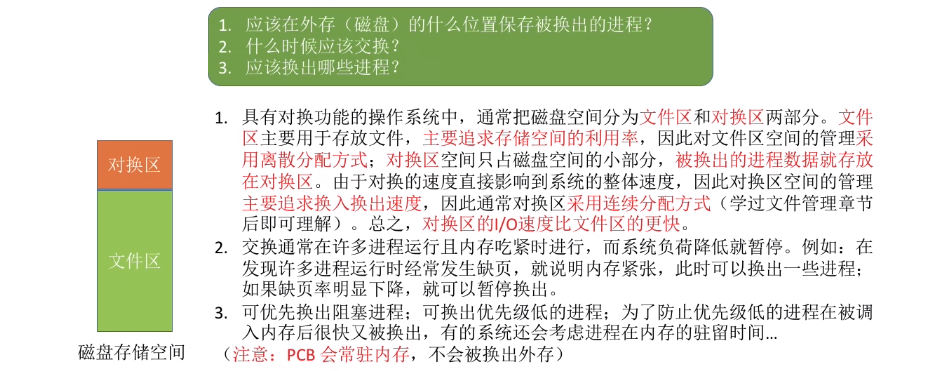 1. 应该在外存（磁盘）的什么位置保存被换出的进程？
2. 什么时候应该交换？
3. 应该换出哪些进程？
对换区
文件区
磁盘存储空间
1. 具有对换功能的操作系统中，通常把磁盘空间分为文件区和对换区两部分。文件
区主要用于存放文件，主要追求存储空间的利用率，因此对文件区空间的管理采
用离散分配方式；对换区空间只占磁盘空间的小部分，被换出的进程数据就存放
在对换区。由于对换的速度直接影响到系统的整体速度，因此对换区空间的管理
主要追求换入换出速度，因此通常对换区采用连续分配方式（学过文件管理章节
后即可理解）。总之，对换区的I/O速度比文件区的更快。
2. 交换通常在许多进程运行且内存吃紧时进行，而系统负荷降低就暂停。例如：在
发现许多进程运行时经常发生缺页，就说明内存紧张，此时可以换出一些进程；
如果缺页率明显下降，就可以暂停换出。
3. 可优先换出阻塞进程；可换出优先级低的进程；为了防止优先级低的进程在被调
入内存后很快又被换出，有的系统还会考虑进程在内存的驻留时间…
（注意：PCB 会常驻内存，不会被换出外存）